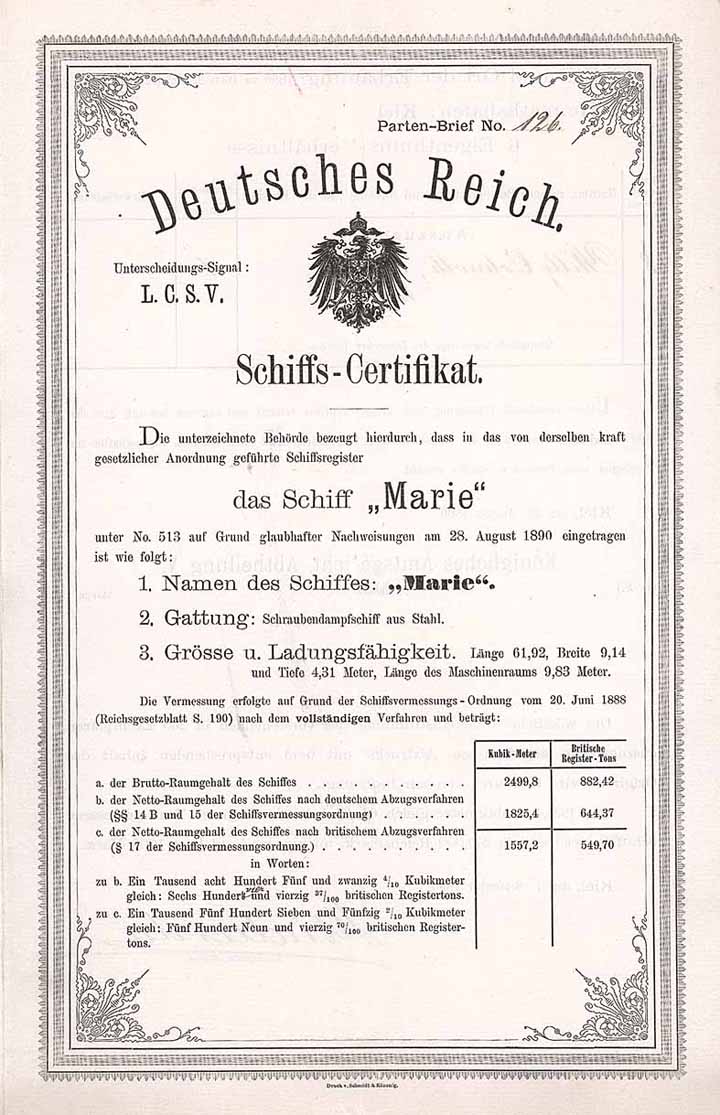 Parten-Brief No. 126.
Deutsches Reich.
Unterscheidungs-Signal:
L. C. S. V.
Schiffs-Certifikat.
Die unterzeichnete Behörde bezeugt hierdurch, dass in das von derselben kraft
gesetzlicher Anordnung geführte Schiffsregister
das Schiff „Marie“
unter No. 513 auf Grund glaubhafter Nachweisungen am 28. August 1890 eingetragen
ist wie folgt:
1. Namen des Schiffes: „Marie“.
2. Gattung: Schraubendampfschiff aus Stahl.
3. Grösse u. Ladungsfähigkeit. Länge 61,92, Breite 9,14
und Tiefe 4,31 Meter, Länge des Maschinenraums 9,83 Meter.
Die Vermessung erfolgte auf Grund der Schiffsvermessungs-Ordnung vom 20. Juni 1888
(Reichsgesetzblatt S. 190) nach dem vollständigen Verfahren und beträgt:
Kubik-Meter Britische Register-Tons
a. der Brutto-Raumgehalt des Schiffes . . . . . . . . . . . . . 2499,8 882,42
b. der Netto-Raumgehalt des Schiffes nach deutschem Abzugsverfahren
(§§ 14 B und 15 der Schiffsvermessungsordnung) . . . . . . . . 1825,4 644,37
c. der Netto-Raumgehalt des Schiffes nach britischem Abzugsverfahren
(§ 17 der Schiffsvermessungsordnung.) . . . . . . . . . . . . 1557,2 549,70
in Worten:
zu b. Ein Tausend acht Hundert Fünf und zwanzig 4/10 Kubikmeter
gleich: Sechs Hundert vier und vierzig 37/100 britischen Registertons.
zu c. Ein Tausend Fünf Hundert Sieben und Fünfzig 2/10 Kubikmeter
gleich: Fünf Hundert Neun und vierzig 70/100 britischen Register-
tons.
Druck v. Schmidt & Klaunig.